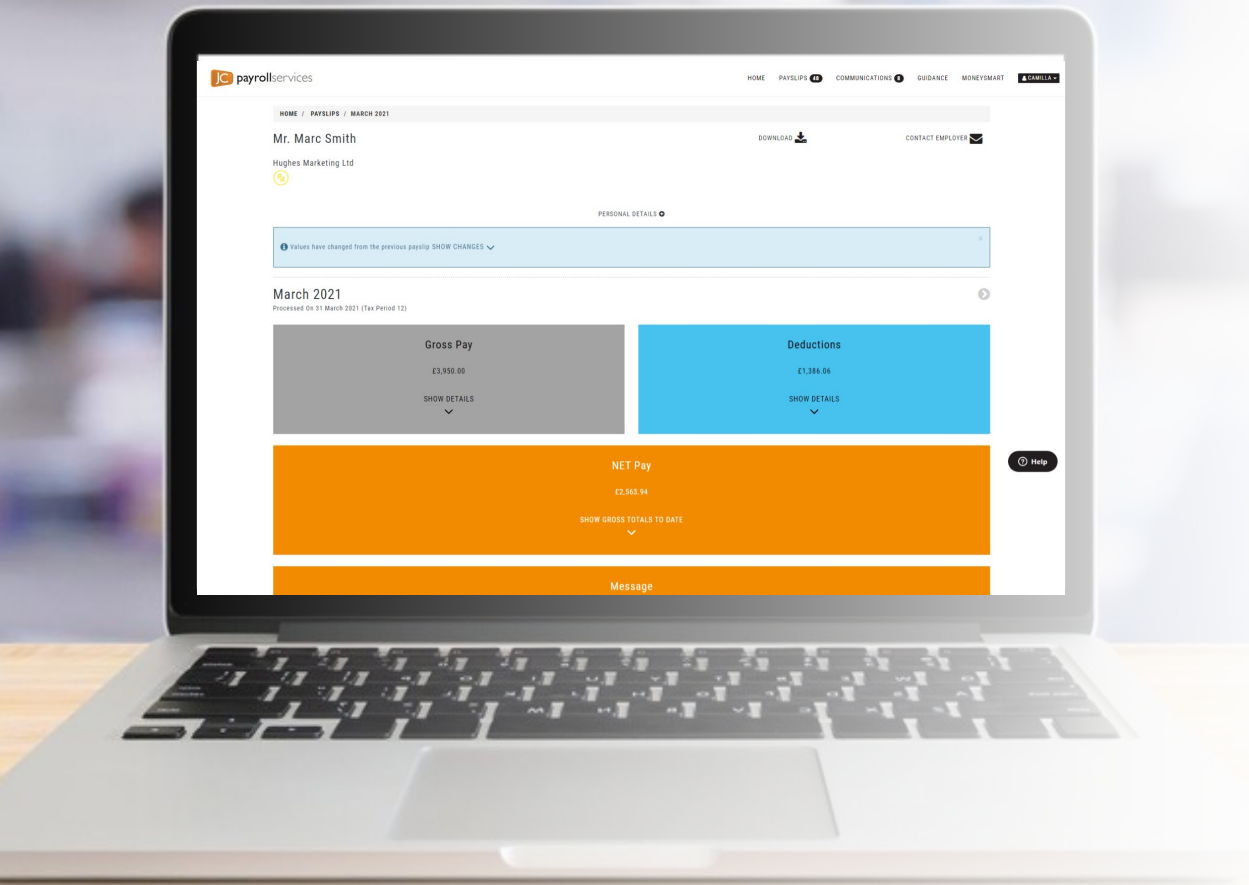 JC payrollservices
HOME PAYSLIPS 48 COMMUNICATIONS 8 GUIDANCE MONEYSMART CAMILLA
HOME / PAYSLIPS / MARCH 2021
Mr. Marc Smith
DOWNLOAD
CONTACT EMPLOYER
Hughes Marketing Ltd
PERSONAL DETAILS
Values have changed from the previous payslip SHOW CHANGES
March 2021
Processed On 31 March 2021 (Tax Period 12)
Gross Pay
£3,950.00
SHOW DETAILS
Deductions
£1,386.06
SHOW DETAILS
NET Pay
£2,563.94
SHOW GROSS TOTALS TO DATE
Help
Message